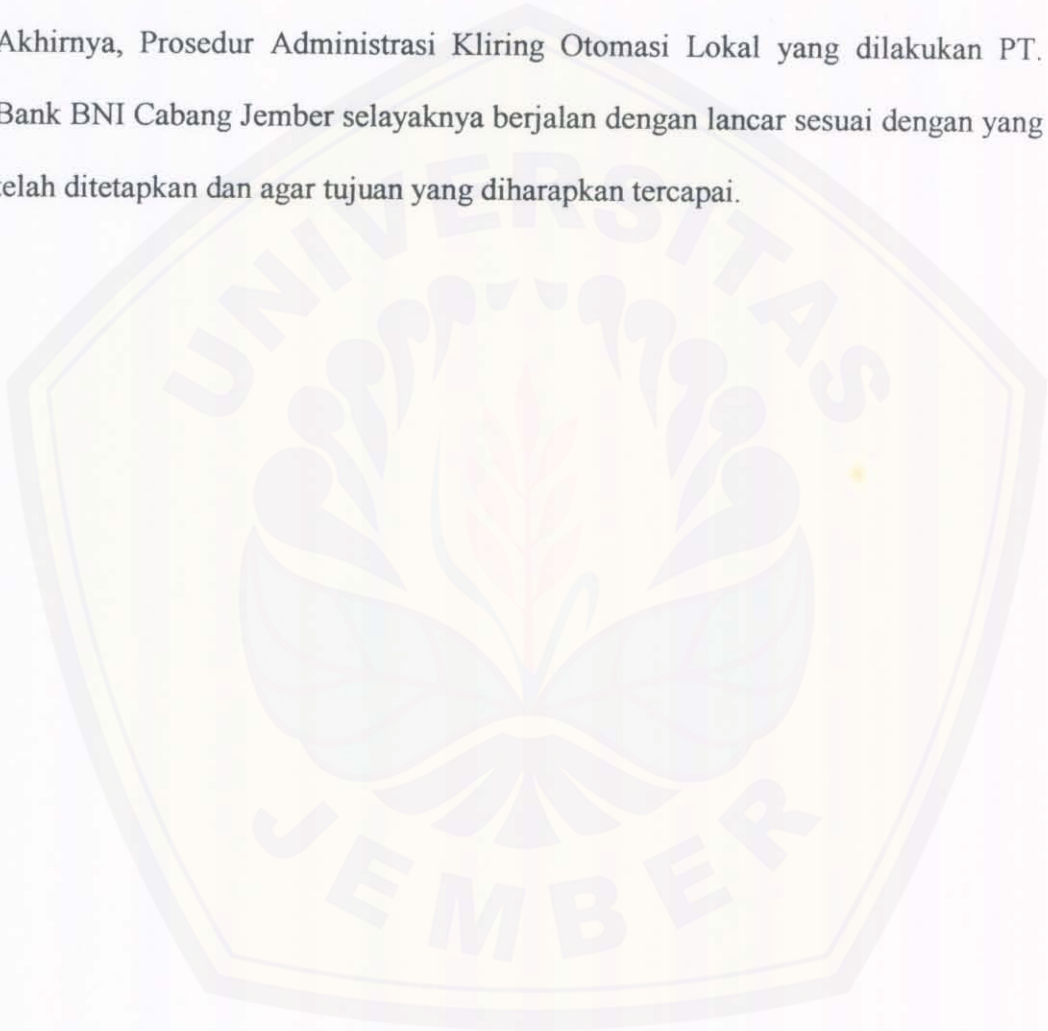 Akhirnya, Prosedur Administrasi Kliring Otomasi Lokal yang dilakukan PT.
Bank BNI Cabang Jember selayaknya berjalan dengan lancar sesuai dengan yang
telah ditetapkan dan agar tujuan yang diharapkan tercapai.
UNIVERSITAS
JEMBER